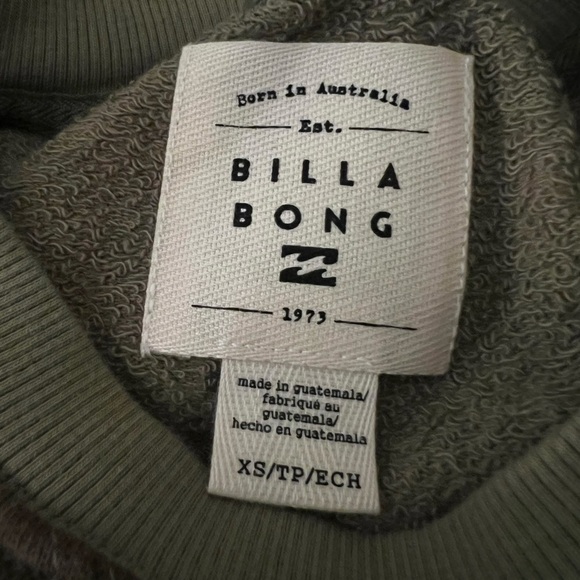 Born in Australia
Est.
BILLA
BONG
1973
made in guatemala/
fabriqué au
guatemala/
hecho en guatemala
XS/TP/ECH